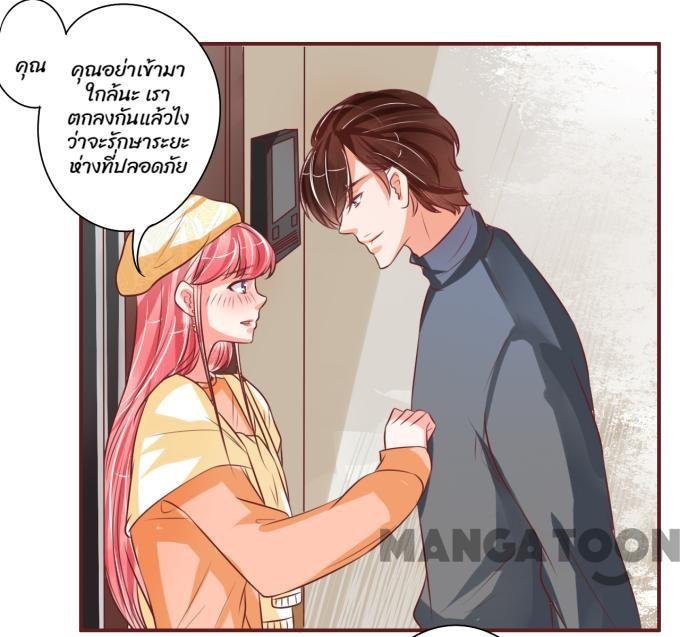 คุณ
คุณอย่าเข้ามา
ใกล้นะ เรา
ตกลงกันแล้วไง
ว่าจะรักษาระยะ
ห่างที่ปลอดภัย
MANGATOON